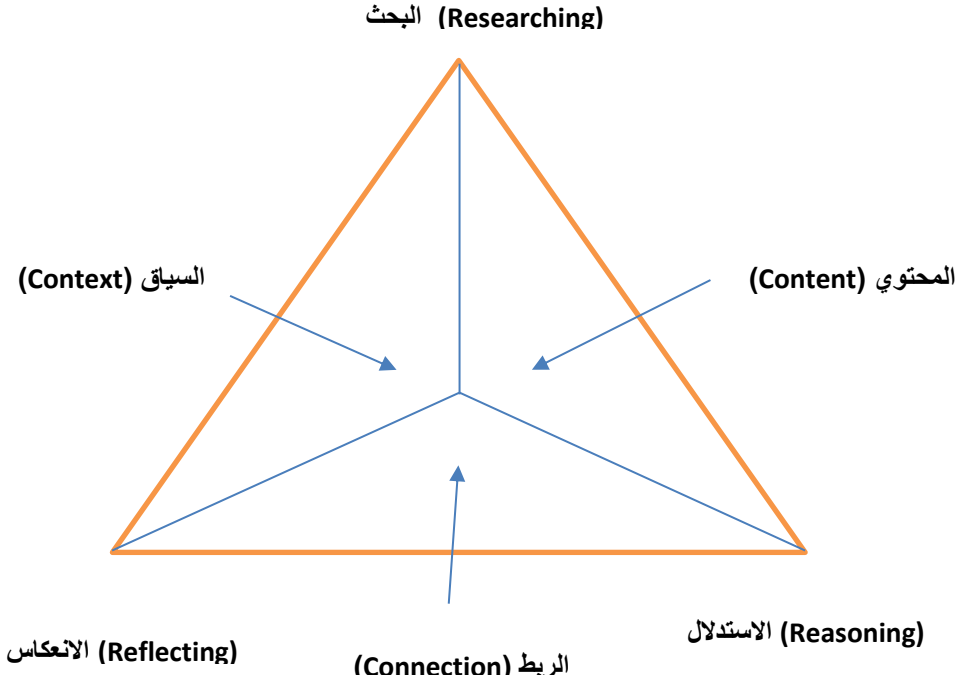 البحث (Researching)
السياق (Context)
المحتوي (Content)
الاستدلال (Reasoning)
الانعكاس (Reflecting)
الربط (Connection)